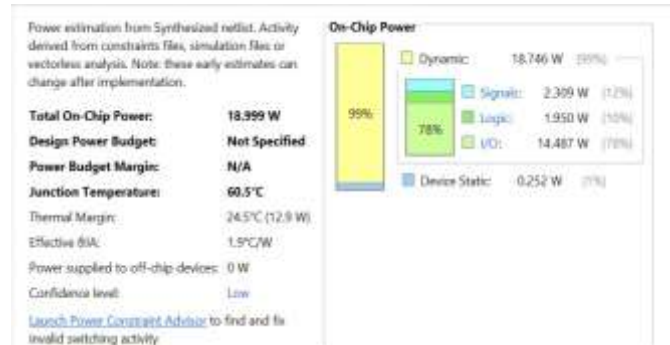 Power estimation from Synthesized netlist. Activity
derived from constraints files, simulation files or
vectorless analysis. Note: these early estimates can
change after implementation.
Total On-Chip Power: 18.999 W
Design Power Budget: Not Specified
Power Budget Margin: N/A
Junction Temperature: 60.5°C
Thermal Margin: 24.5°C (12.9 W)
Effective θJA: 1.9°C/W
Power supplied to off-chip devices: 0 W
Confidence level: Low
Launch Power Constraint Advisor to find and fix
invalid switching activity
On-Chip Power
Dynamic: 18.746 W (99%)
99%
Signals: 2.309 W (12%)
78%
Logic: 1.950 W (10%)
I/O: 14.487 W (78%)
Device Static: 0.252 W (1%)